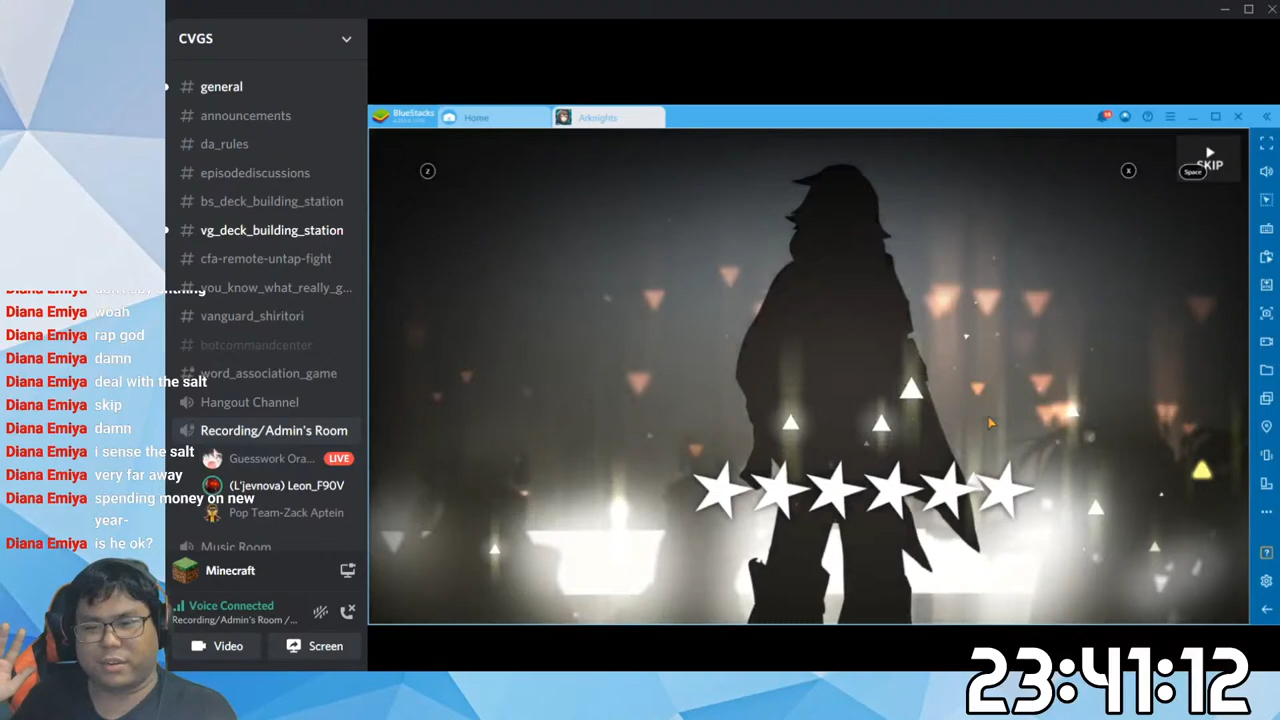 CVGS
general
announcements
da_rules
episodediscussions
bs_deck_building_station
vg_deck_building_station
cfa-remote-untap-fight
you_know_what_really_g...
vanguard_shiritori
botcommandcenter
word_association_game
Hangout Channel
Recording/Admin's Room
Guesswork Ora... LIVE
(L'jevnova) Leon_F90V
Pop Team-Zack Aptein
Music Room
Minecraft
Voice Connected
Recording/Admin's Room /...
Video Screen
Diana Emiya
Diana Emiya woah
Diana Emiya rap god
Diana Emiya damn
Diana Emiya deal with the salt
Diana Emiya skip
Diana Emiya damn
Diana Emiya i sense the salt
Diana Emiya very far away
Diana Emiya spending money on new
year-
Diana Emiya is he ok?
BlueStacks
Home
Arknights
Z
X
SKIP
Space
23:41:12